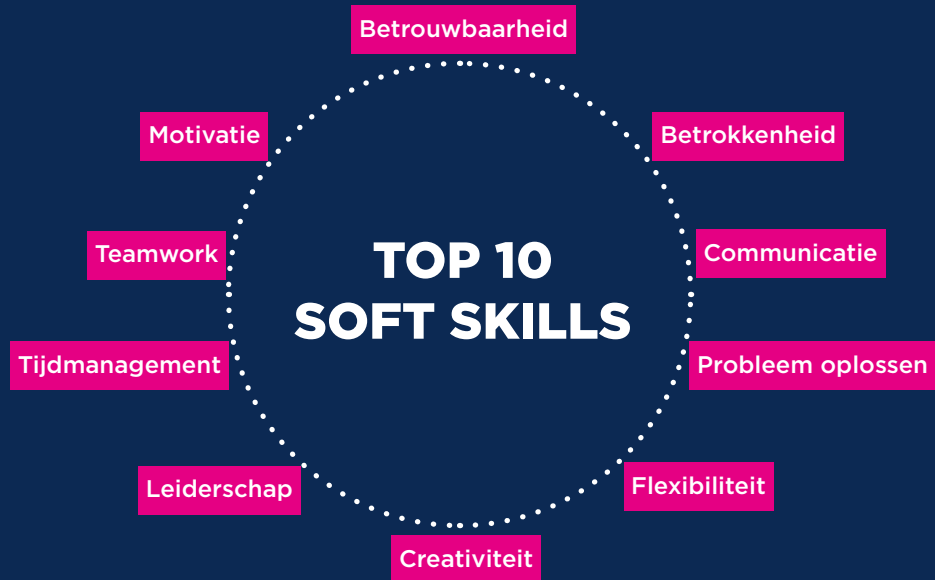 Betrouwbaarheid
Motivatie
Betrokkenheid
Teamwork
TOP 10
SOFT SKILLS
Communicatie
Tijdmanagement
Probleem oplossen
Leiderschap
Flexibiliteit
Creativiteit